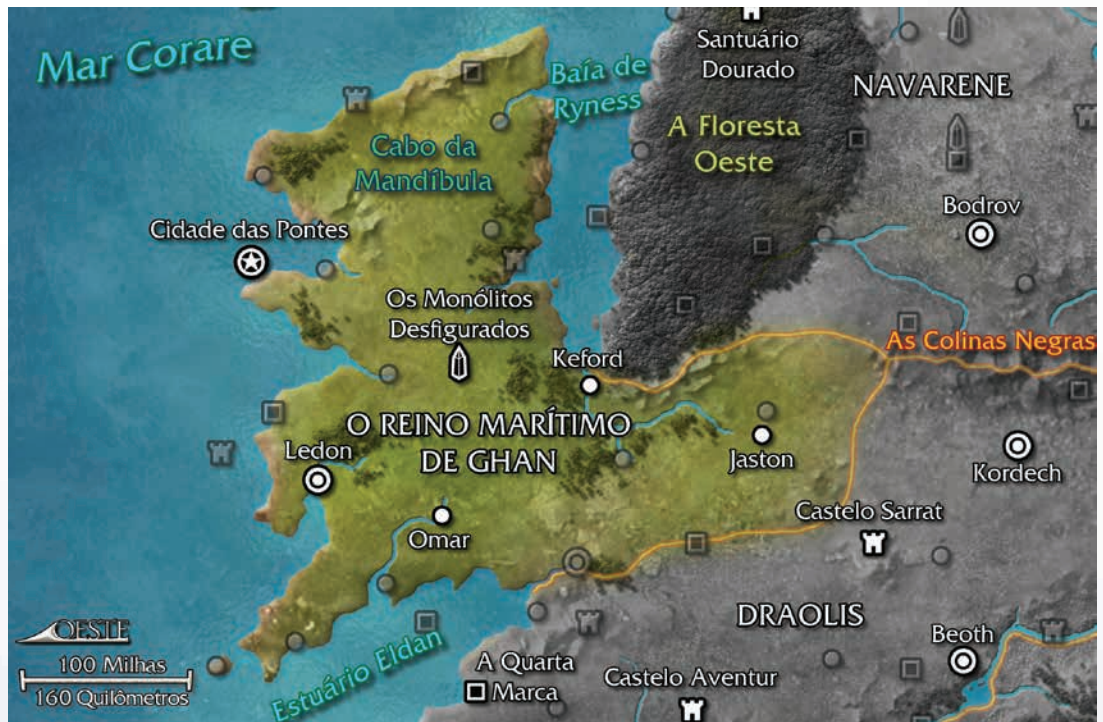 Mar Corare
Baía de
Ryness
Santuário
Dourado
NAVARENE
A Floresta
Oeste
Cabo da
Mandíbula
Bodrov
Cidade das Pontes
Os Monólitos
Desfigurados
As Colinas Negras
Keford
O REINO MARÍTIMO
DE GHAN
Ledon
Jaston
Kordech
Omar
Castelo Sarrat
DRAOLIS
OESTE
100 Milhas
160 Quilômetros
Estuário Eldan
A Quarta
Marca
Castelo Aventur
Beoth